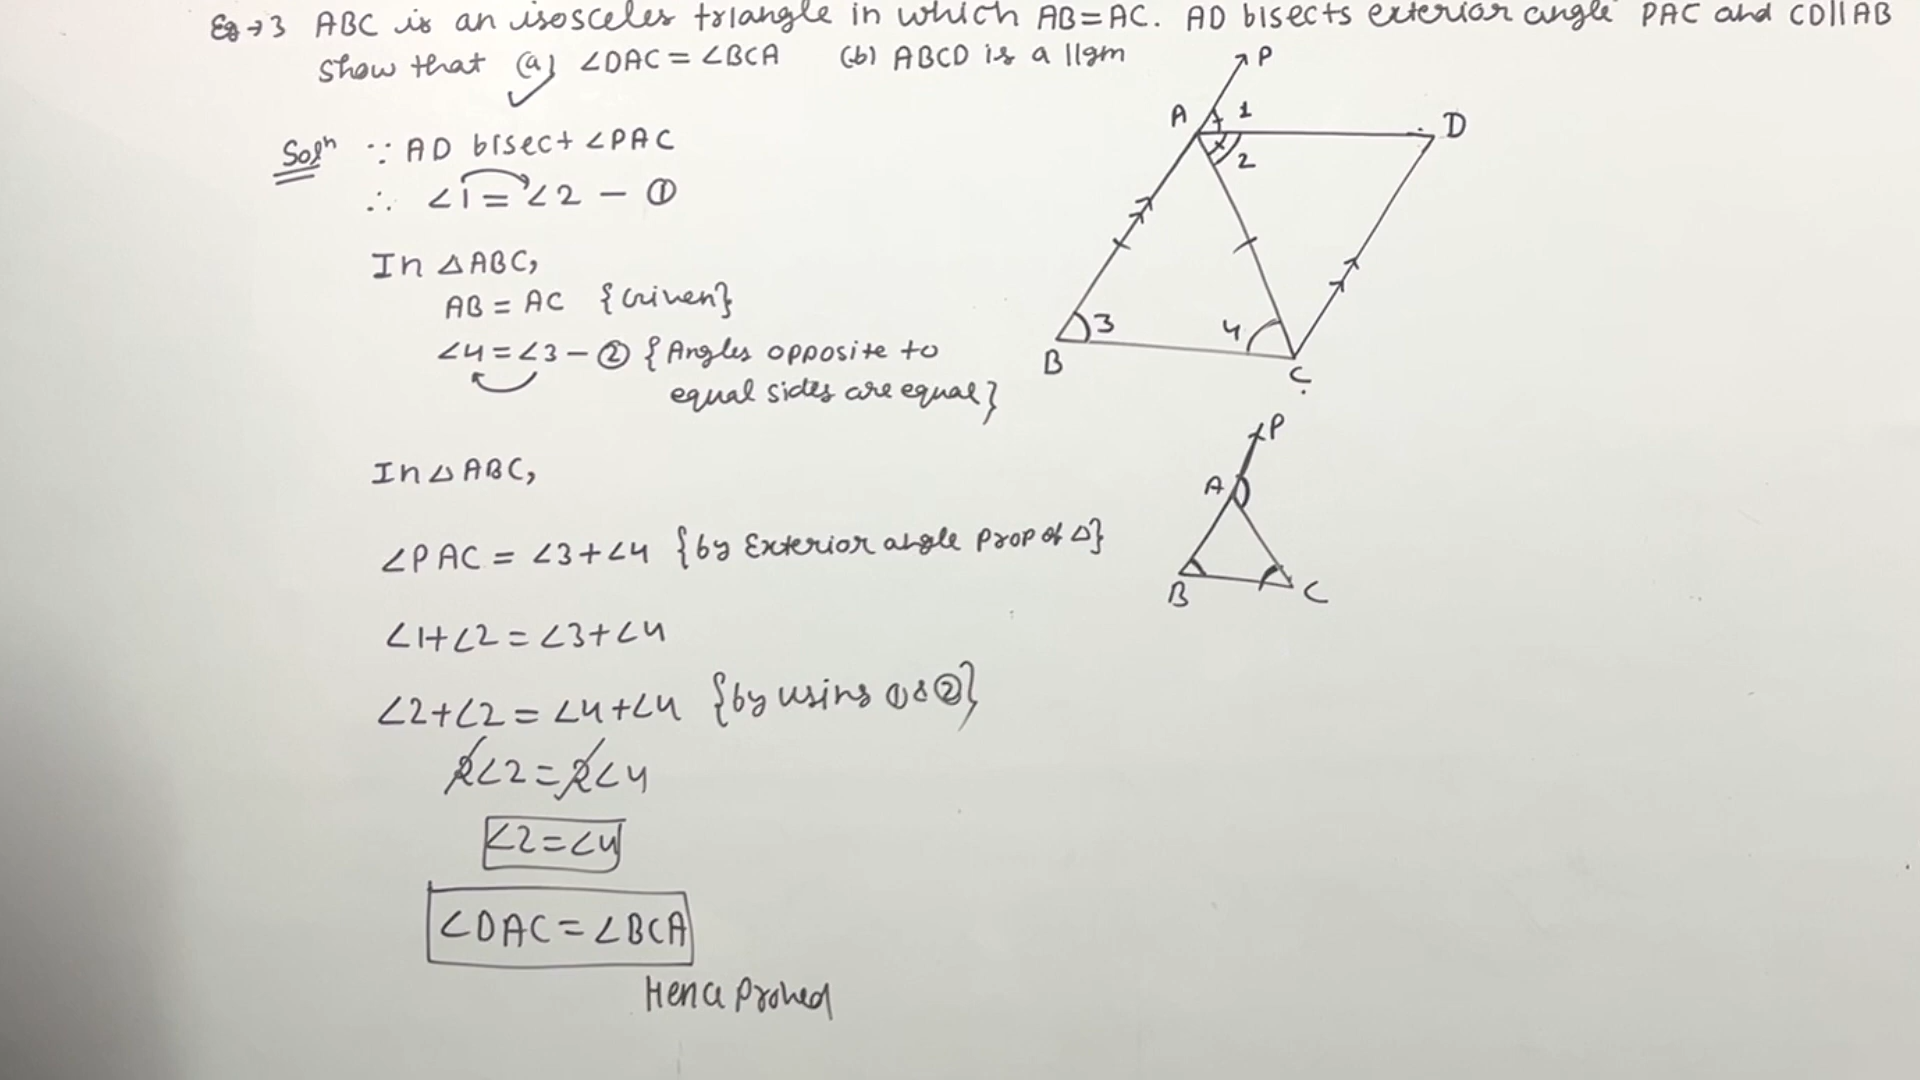 Eg→3 ABC is an isosceles triangle in which AB=AC. AD bisects exterior angle PAC and CD||AB
show that (a) ∠DAC = ∠BCA (b) ABCD is a ||gm
Solⁿ ∵ AD bisect ∠PAC
∴ ∠1 = ∠2 – ①
In △ABC,
AB = AC {Given}
∠4 = ∠3 – ② {Angles opposite to
equal sides are equal}
In △ABC,
∠PAC = ∠3+∠4 {by Exterior angle prop of △}
∠1+∠2 = ∠3+∠4
∠2+∠2 = ∠4+∠4 {by using ① & ②}
2∠2 = 2∠4
∠2 = ∠4
∠DAC = ∠BCA
Hence Proved
P
A 1 D
2
3 4
B C
P
A
B C